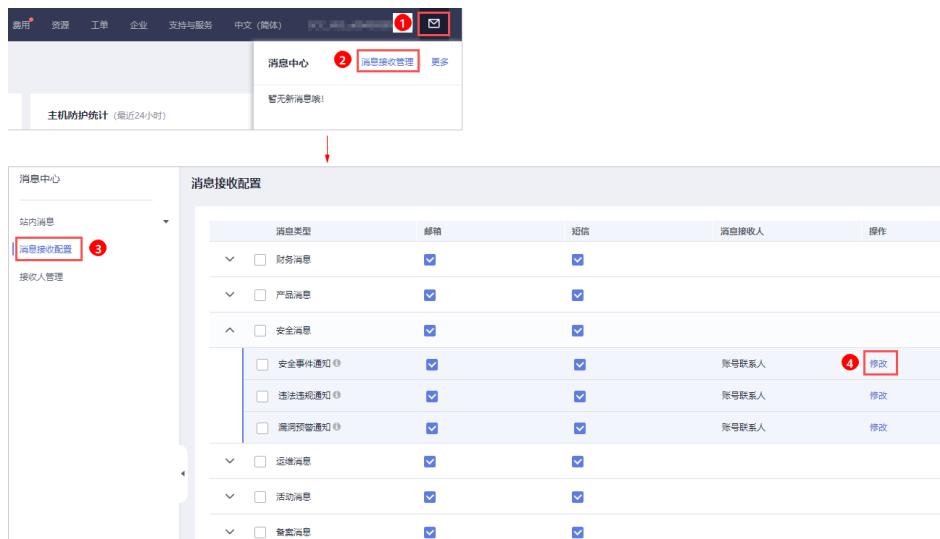 费用 资源 工单 企业 支持与服务 中文 (简体) 1
消息中心 2 消息接收管理 更多
暂无新消息哦!
主机防护统计 (最近24小时)
消息中心
站内消息
消息接收配置 3
接收人管理
消息接收配置
消息类型 邮箱 短信 消息接收人 操作
财务消息
产品消息
安全消息
安全事件通知 账号联系人 4 修改
违法违规通知 账号联系人 修改
漏洞预警通知 账号联系人 修改
运维消息
活动消息
备案消息